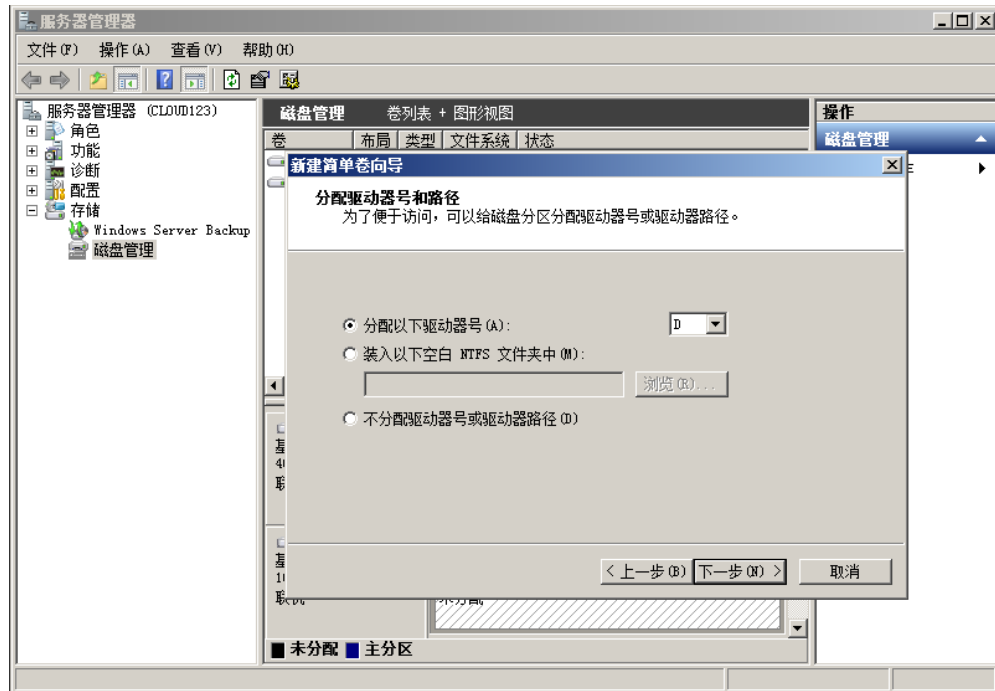 服务器管理器
文件(F) 操作(A) 查看(V) 帮助(H)
服务器管理器 (CLOUD123)
角色
功能
诊断
配置
存储
Windows Server Backup
磁盘管理
磁盘管理 卷列表 + 图形视图
卷 布局 类型 文件系统 状态
操作
磁盘管理
新建简单卷向导
分配驱动器号和路径
为了便于访问，可以给磁盘分区分配驱动器号或驱动器路径。
分配以下驱动器号(A): D
装入以下空白 NTFS 文件夹中(M):
浏览(R)...
不分配驱动器号或驱动器路径(D)
< 上一步(B) 下一步(N) > 取消
未分配 主分区